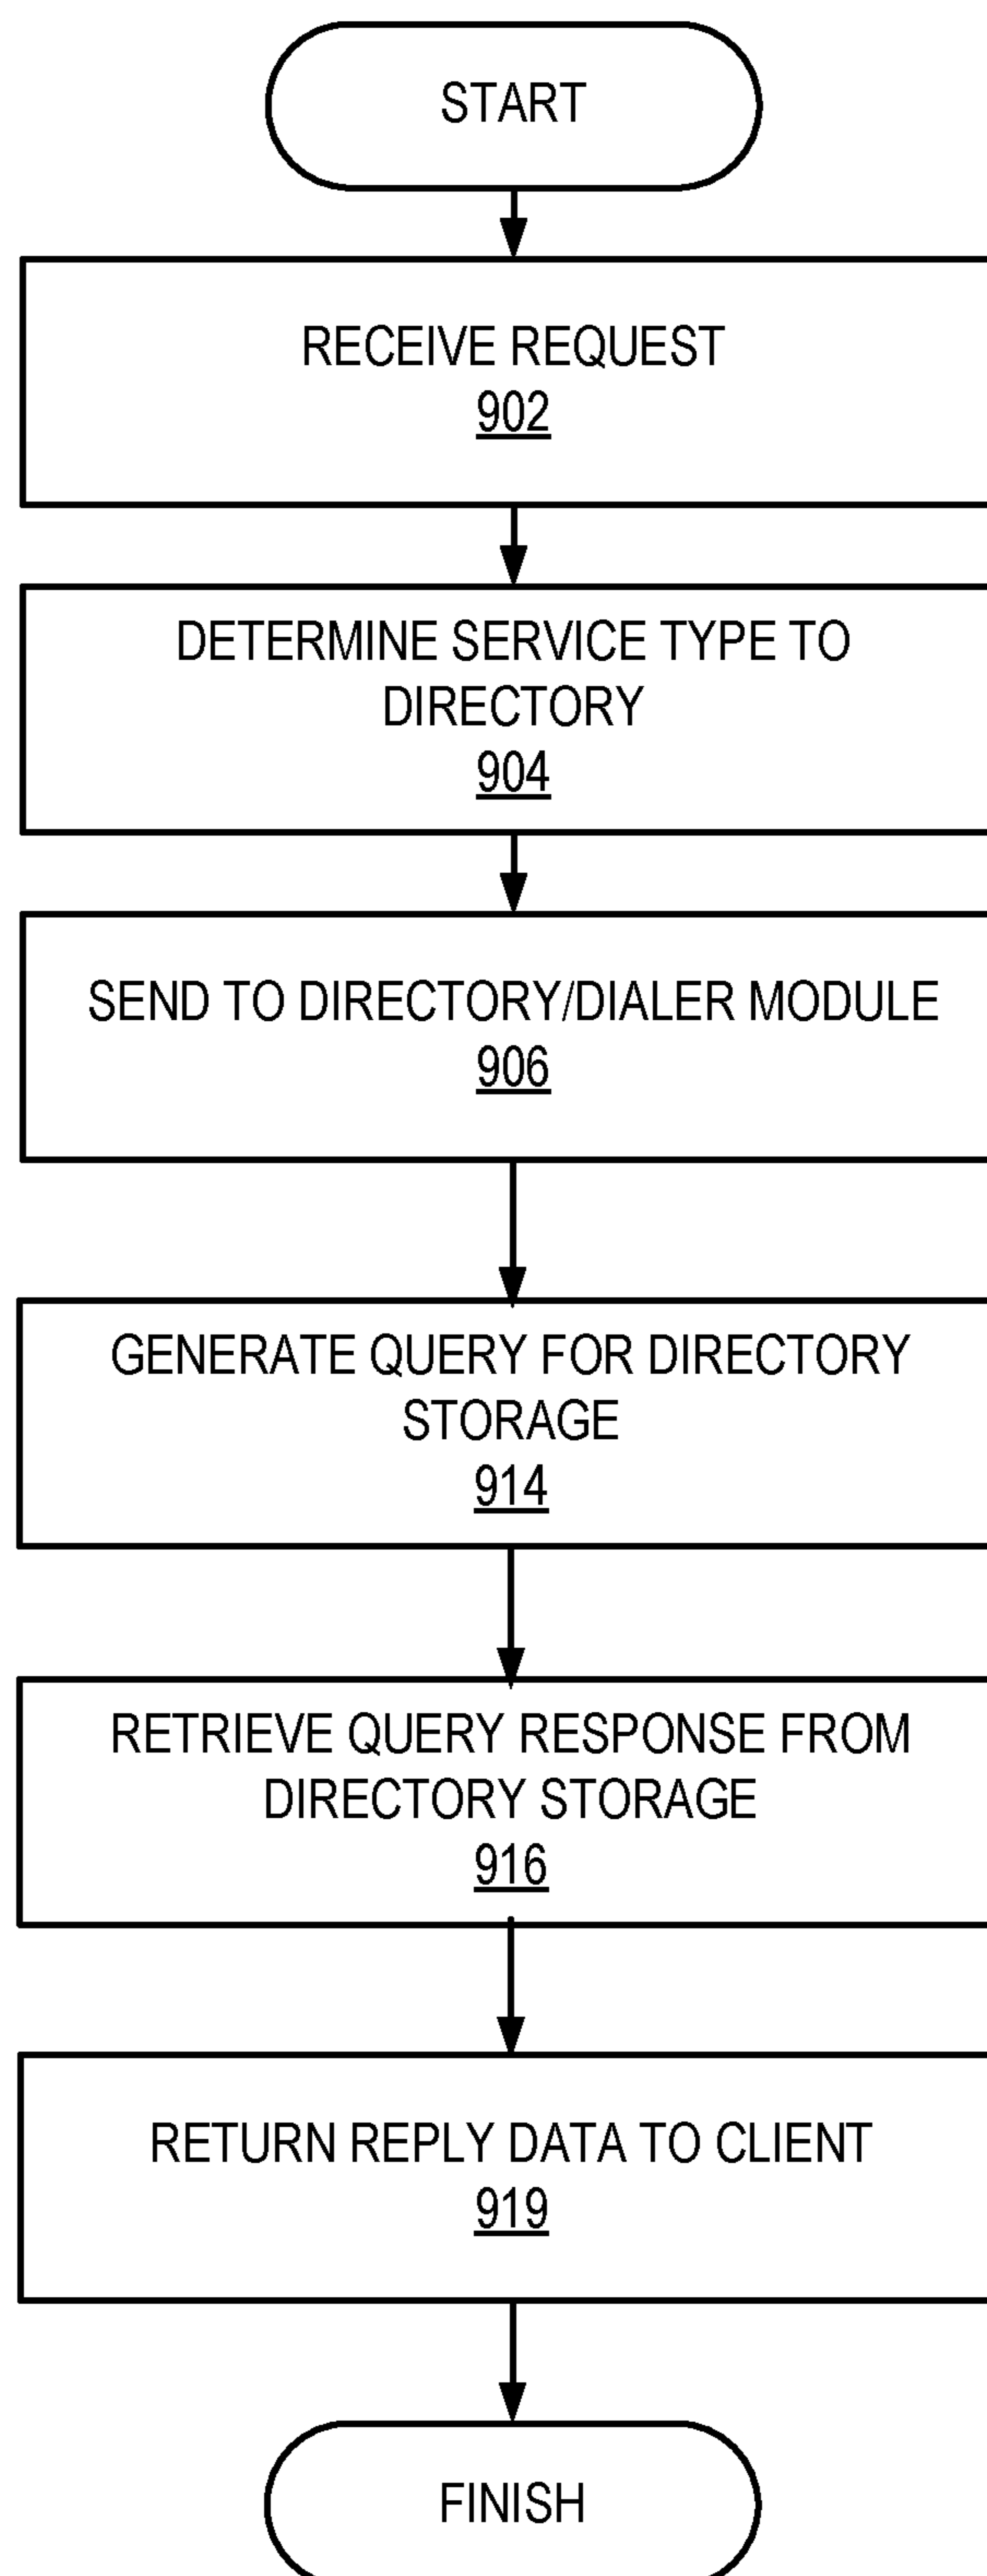 START
RECEIVE REQUEST
902
DETERMINE SERVICE TYPE TO
DIRECTORY
904
SEND TO DIRECTORY/DIALER MODULE
906
GENERATE QUERY FOR DIRECTORY
STORAGE
914
RETRIEVE QUERY RESPONSE FROM
DIRECTORY STORAGE
916
RETURN REPLY DATA TO CLIENT
919
FINISH